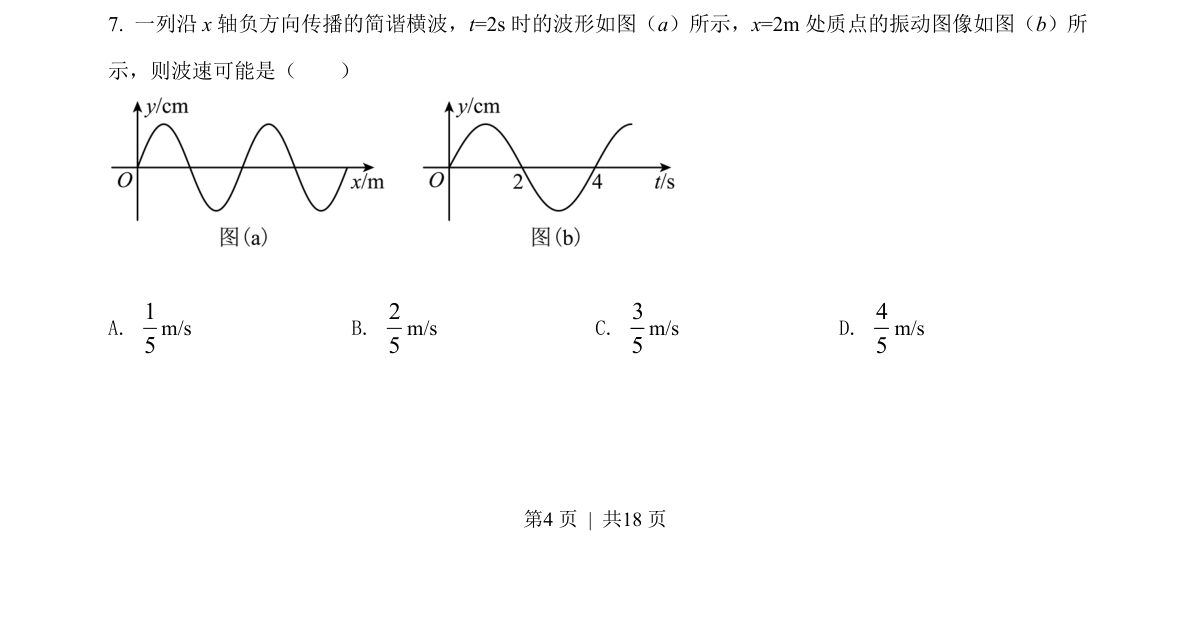 7. 一列沿 x 轴负方向传播的简谐横波，t=2s 时的波形如图（a）所示，x=2m 处质点的振动图像如图（b）所
示，则波速可能是（　　）
y/cm y/cm
O x/m O 2 4 t/s
图(a) 图(b)
A. 1/5 m/s B. 2/5 m/s C. 3/5 m/s D. 4/5 m/s
第4 页 | 共18 页